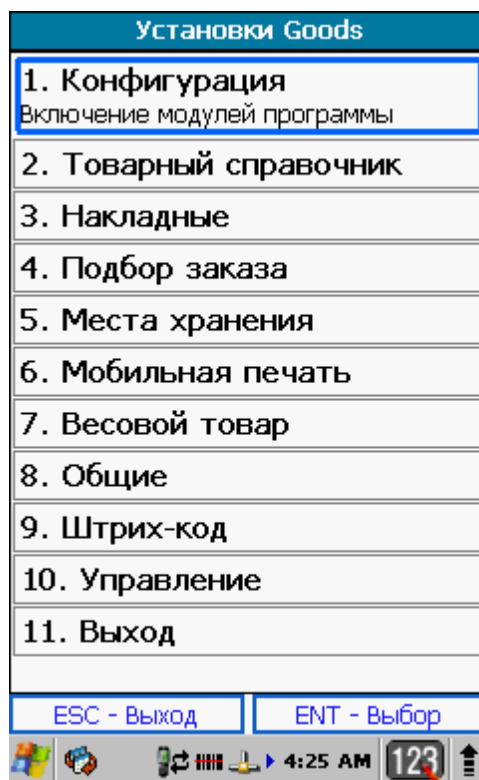 Установки Goods
1. Конфигурация
Включение модулей программы
2. Товарный справочник
3. Накладные
4. Подбор заказа
5. Места хранения
6. Мобильная печать
7. Весовой товар
8. Общие
9. Штрих-код
10. Управление
11. Выход
ESC - Выход ENT - Выбор
4:25 AM 123